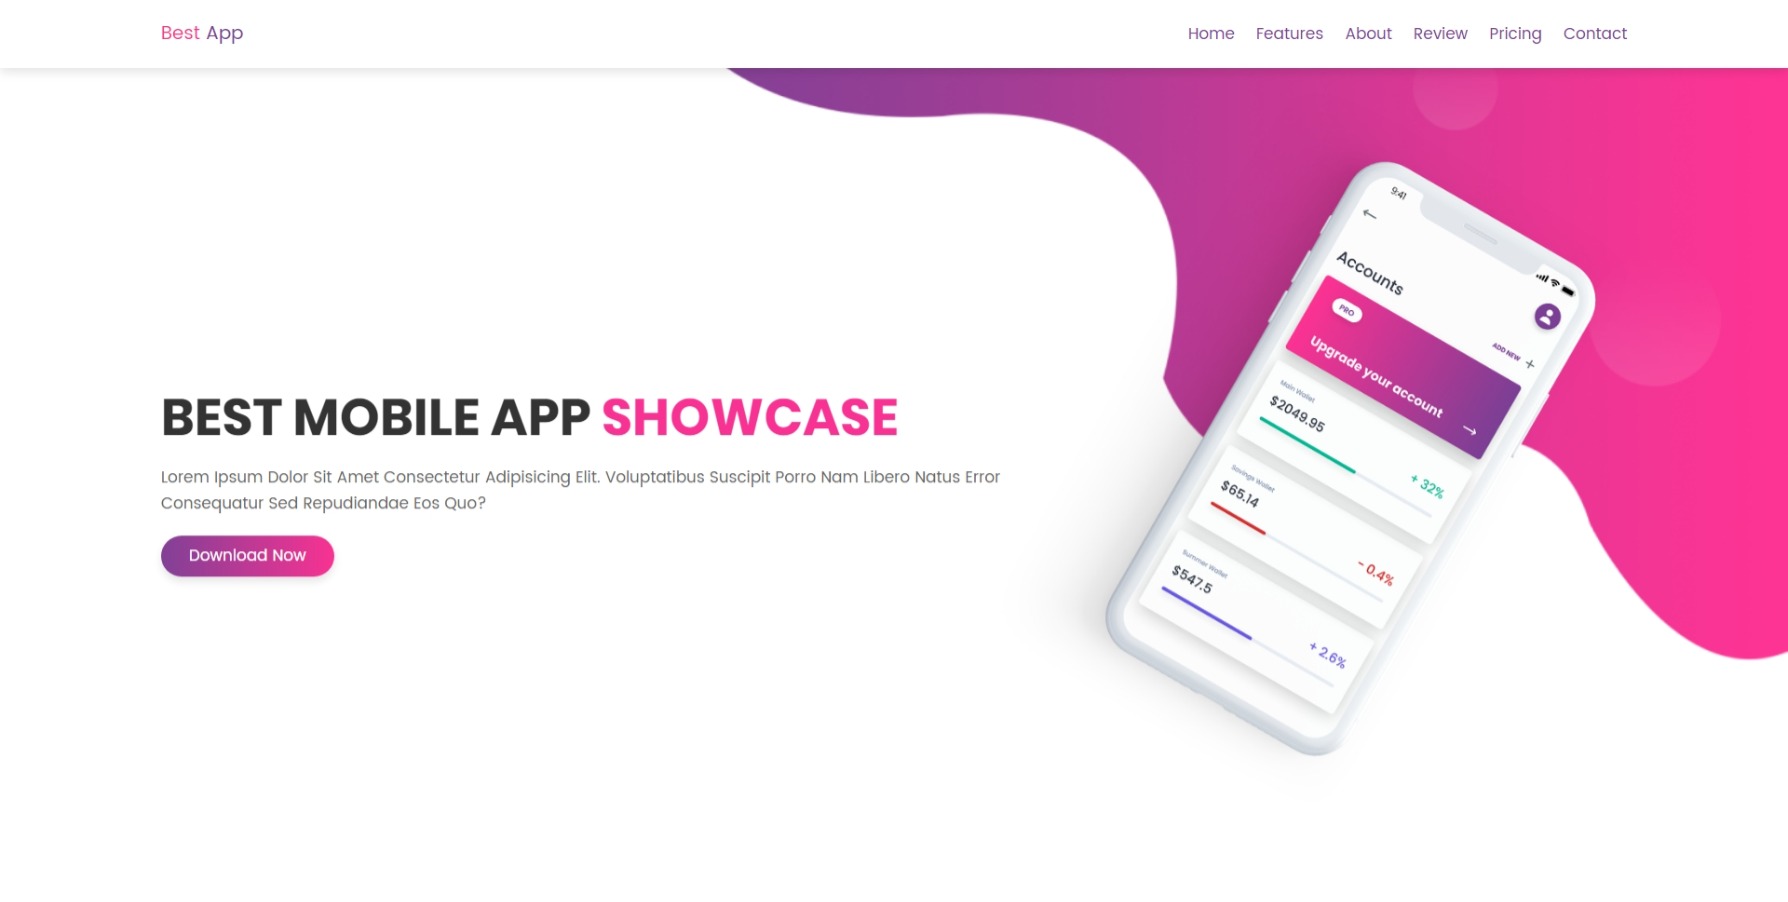 Best App
Home Features About Review Pricing Contact
BEST MOBILE APP SHOWCASE
Lorem Ipsum Dolor Sit Amet Consectetur Adipisicing Elit. Voluptatibus Suscipit Porro Nam Libero Natus Error
Consequatur Sed Repudiandae Eos Quo?
Download Now
9:41
Accounts
ADD NEW +
PRO
Upgrade your account
Main Wallet
$2049.95
+ 32%
Savings Wallet
$65.14
- 0.4%
Summer Wallet
$547.5
+ 2.6%